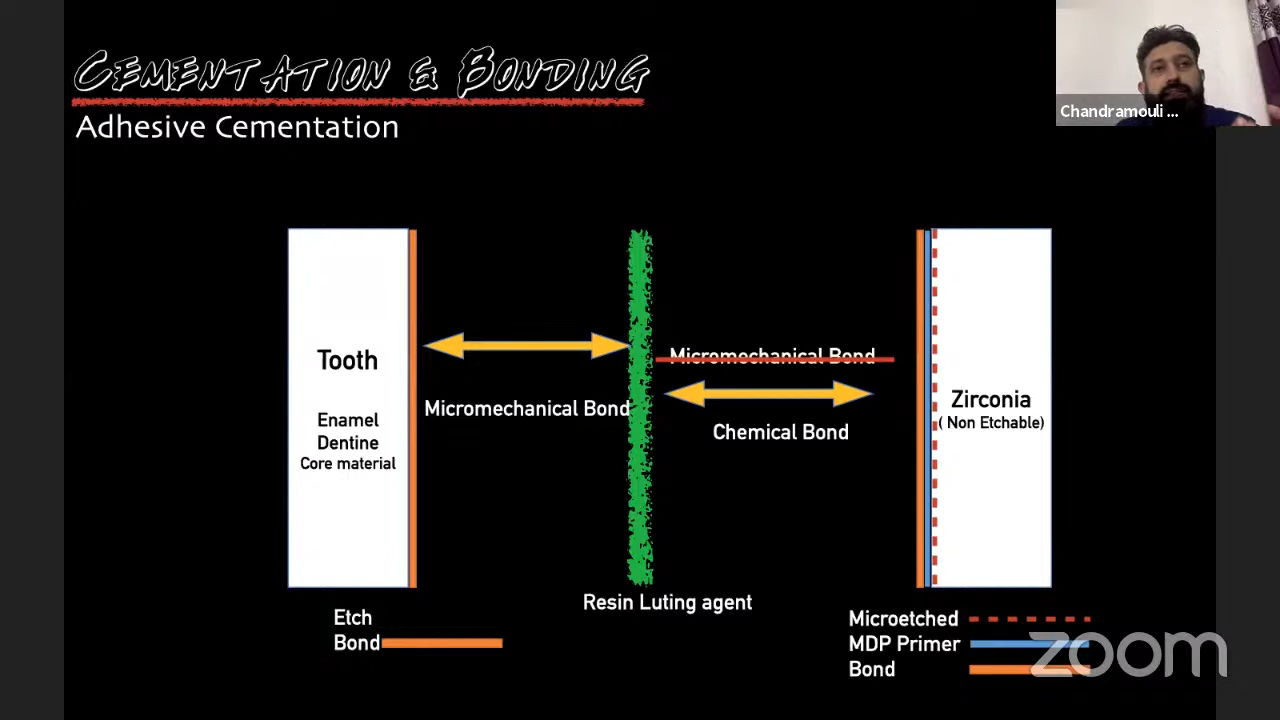 CEMENTATION & BONDING
Adhesive Cementation
Chandramouli ...
Tooth
Enamel
Dentine
Core material
Micromechanical Bond
Micromechanical Bond
Chemical Bond
Zirconia
( Non Etchable)
Resin Luting agent
Etch
Bond
Microetched
MDP Primer
Bond
zoom